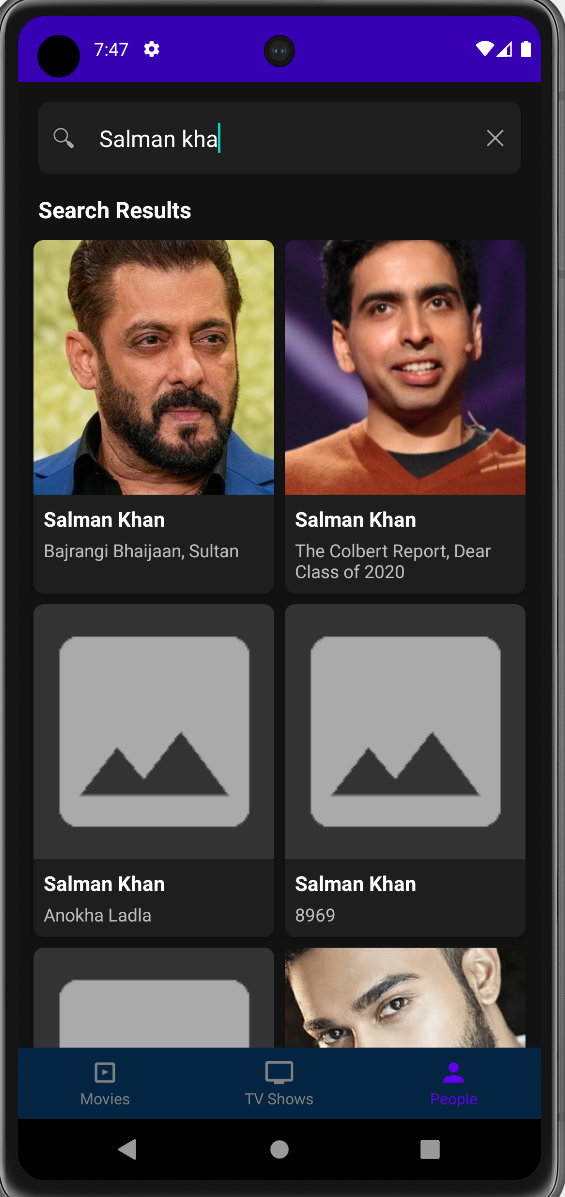 7:47
Salman kha
Search Results
Salman Khan
Bajrangi Bhaijaan, Sultan
Salman Khan
The Colbert Report, Dear
Class of 2020
Salman Khan
Anokha Ladla
Salman Khan
8969
Movies
TV Shows
People